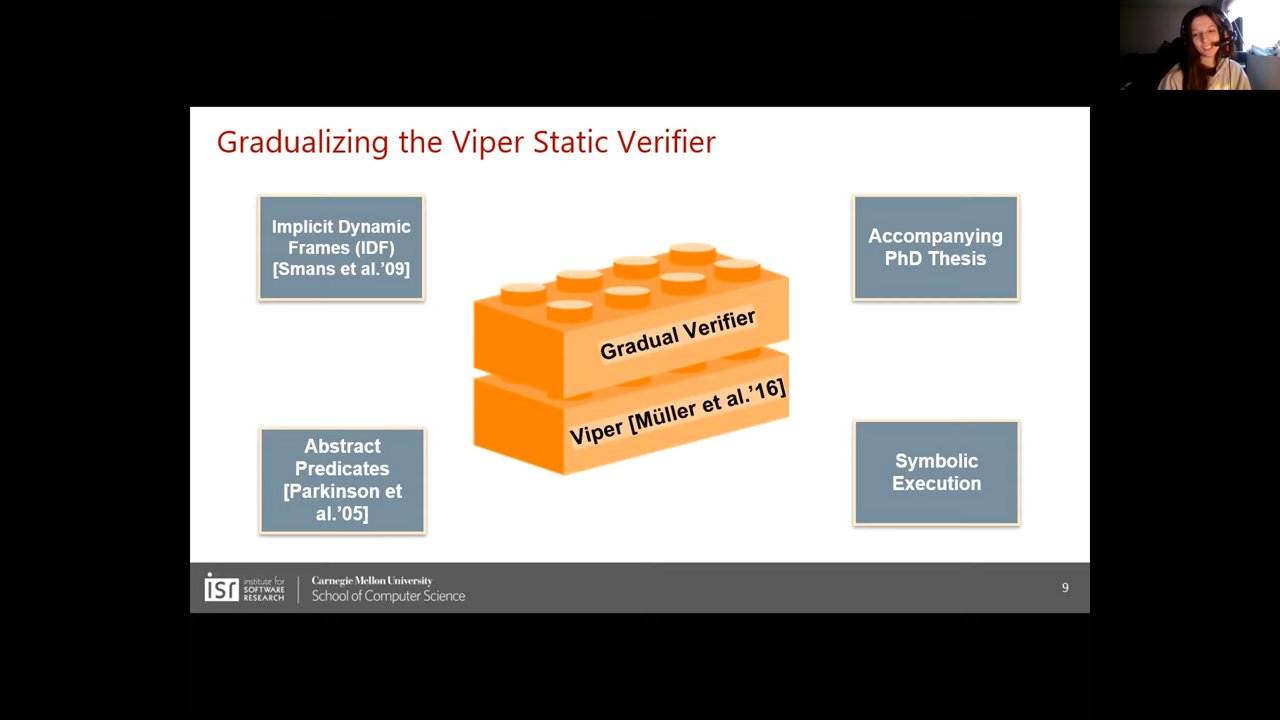 Gradualizing the Viper Static Verifier
Implicit Dynamic
Frames (IDF)
[Smans et al.’09]
Accompanying
PhD Thesis
Gradual Verifier
Viper [Müller et al.’16]
Abstract
Predicates
[Parkinson et
al.’05]
Symbolic
Execution
isr
institute for
SOFTWARE
RESEARCH
Carnegie Mellon University
School of Computer Science
9